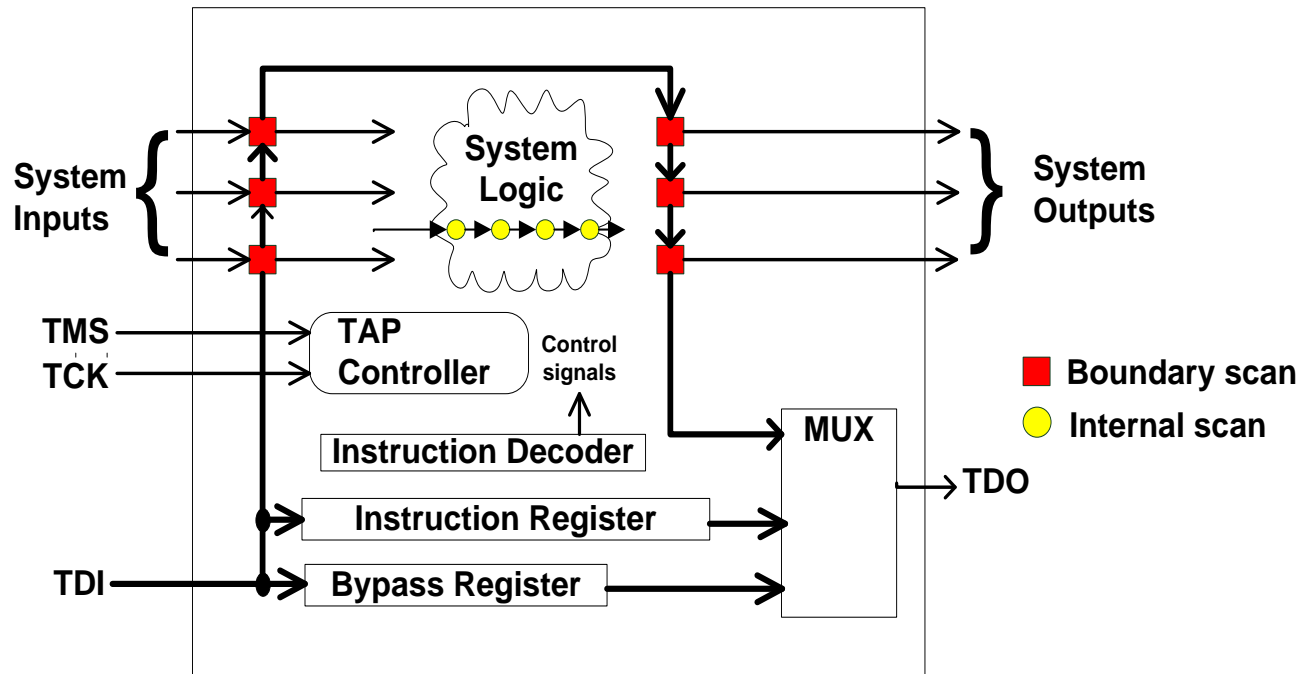 System
Inputs
System
Logic
System
Outputs
TMS
TCK
TAP
Controller
Control
signals
Boundary scan
Internal scan
Instruction Decoder
MUX
TDO
Instruction Register
TDI
Bypass Register